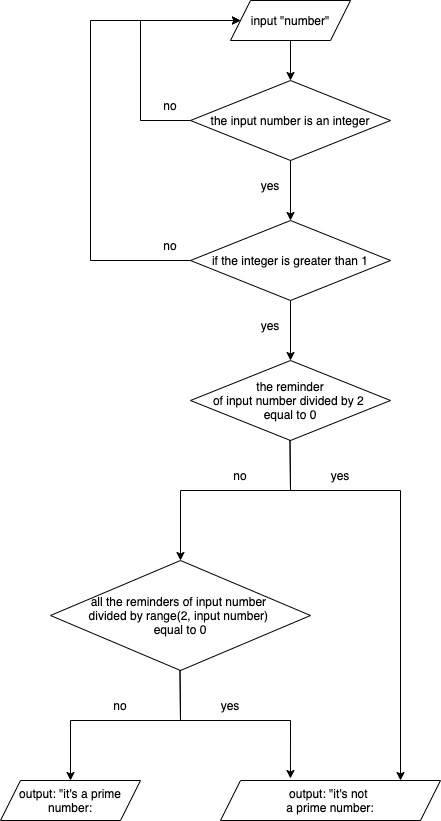 input "number"
no
the input number is an integer
yes
no
if the integer is greater than 1
yes
the reminder
of input number divided by 2
equal to 0
no
yes
all the reminders of input number
divided by range(2, input number)
equal to 0
no
yes
output: "it's a prime
number:
output: "it's not
a prime number: